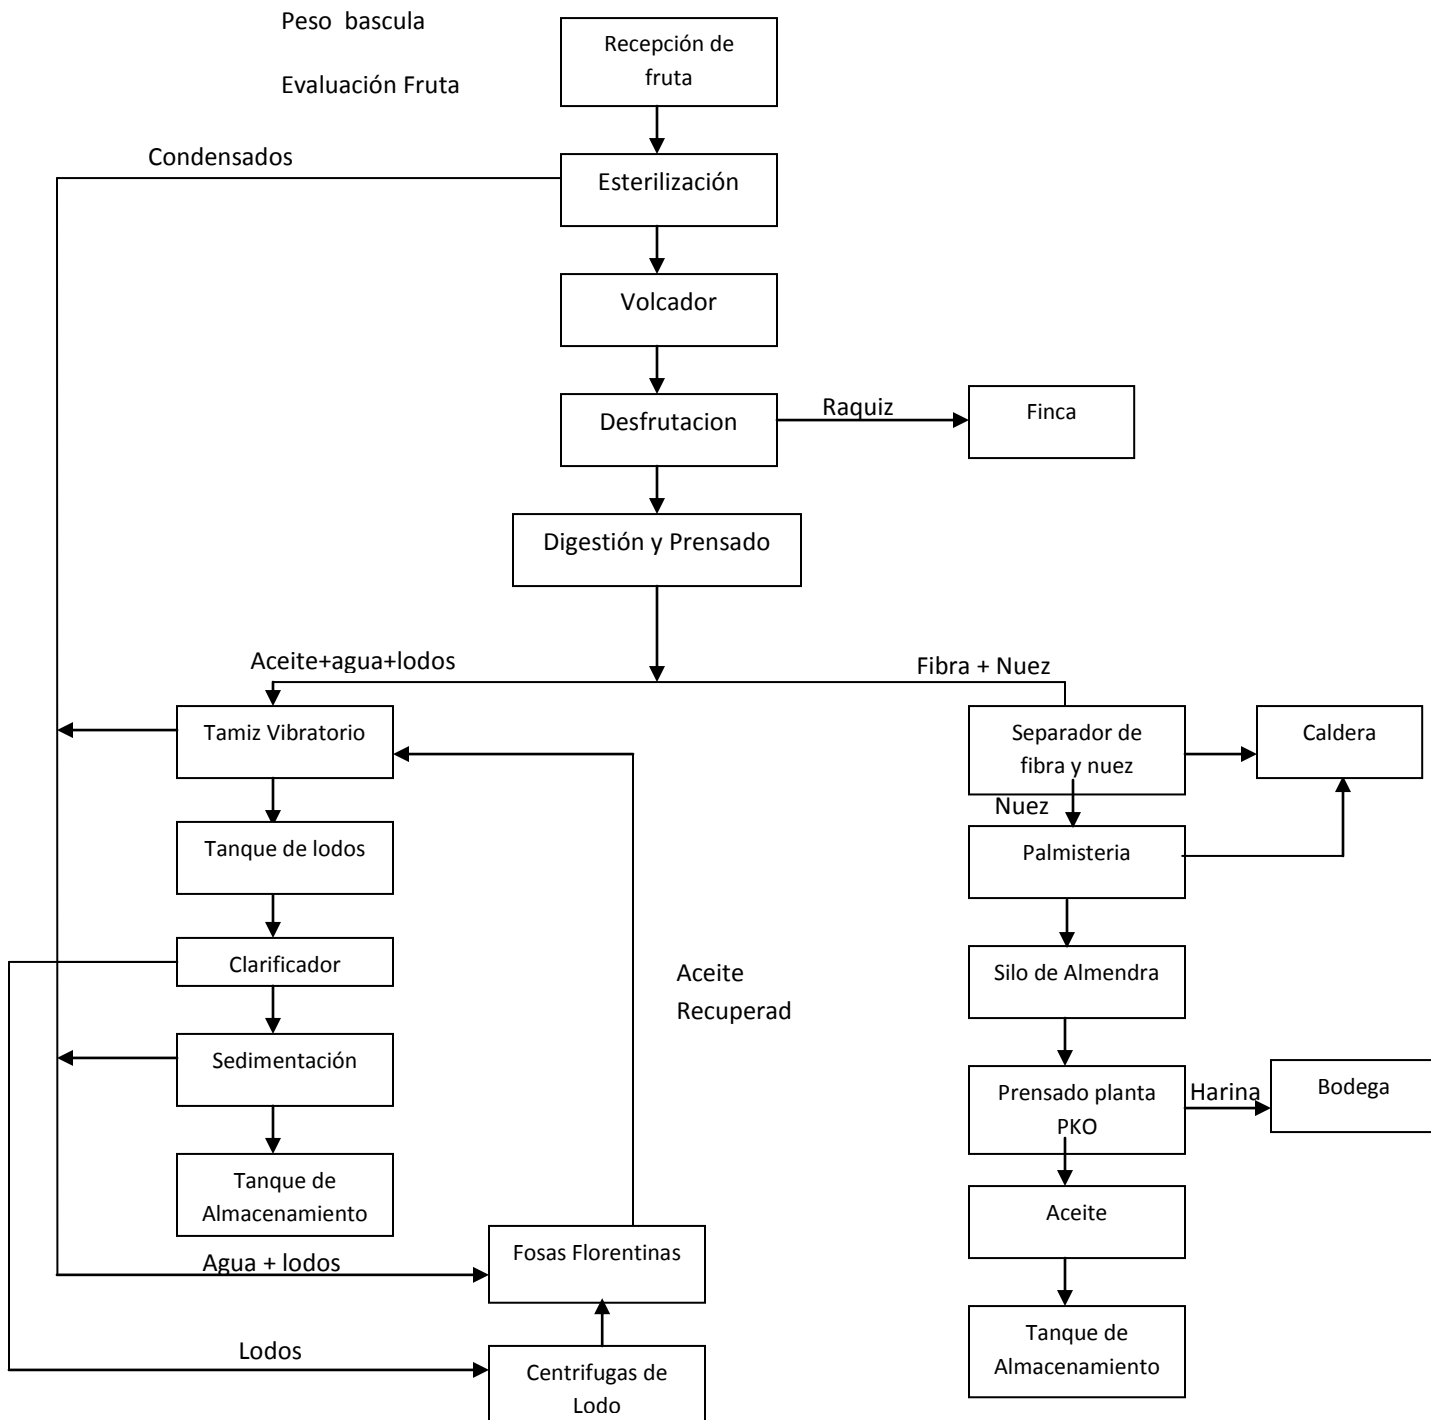 Peso bascula
Recepción de
fruta
Evaluación Fruta
Condensados
Esterilización
Volcador
Desfrutacion
Raquiz
Finca
Digestión y Prensado
Aceite+agua+lodos
Fibra + Nuez
Tamiz Vibratorio
Separador de
fibra y nuez
Caldera
Nuez
Tanque de lodos
Palmisteria
Clarificador
Aceite
Recuperad
Silo de Almendra
Sedimentación
Prensado planta
PKO
Harina
Bodega
Tanque de
Almacenamiento
Aceite
Fosas Florentinas
Agua + lodos
Lodos
Centrifugas de
Lodo
Tanque de
Almacenamiento